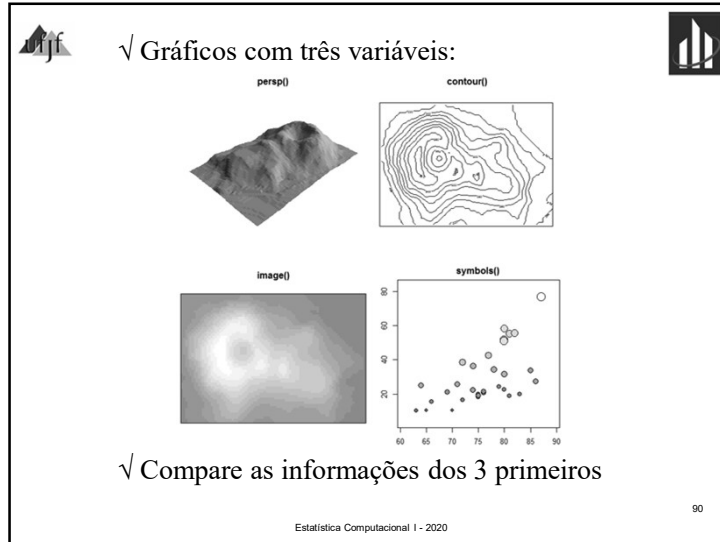 ufjf
√ Gráficos com três variáveis:
persp()
contour()
image()
symbols()
80
60
40
20
60 65 70 75 80 85 90
√ Compare as informações dos 3 primeiros
90
Estatística Computacional I - 2020